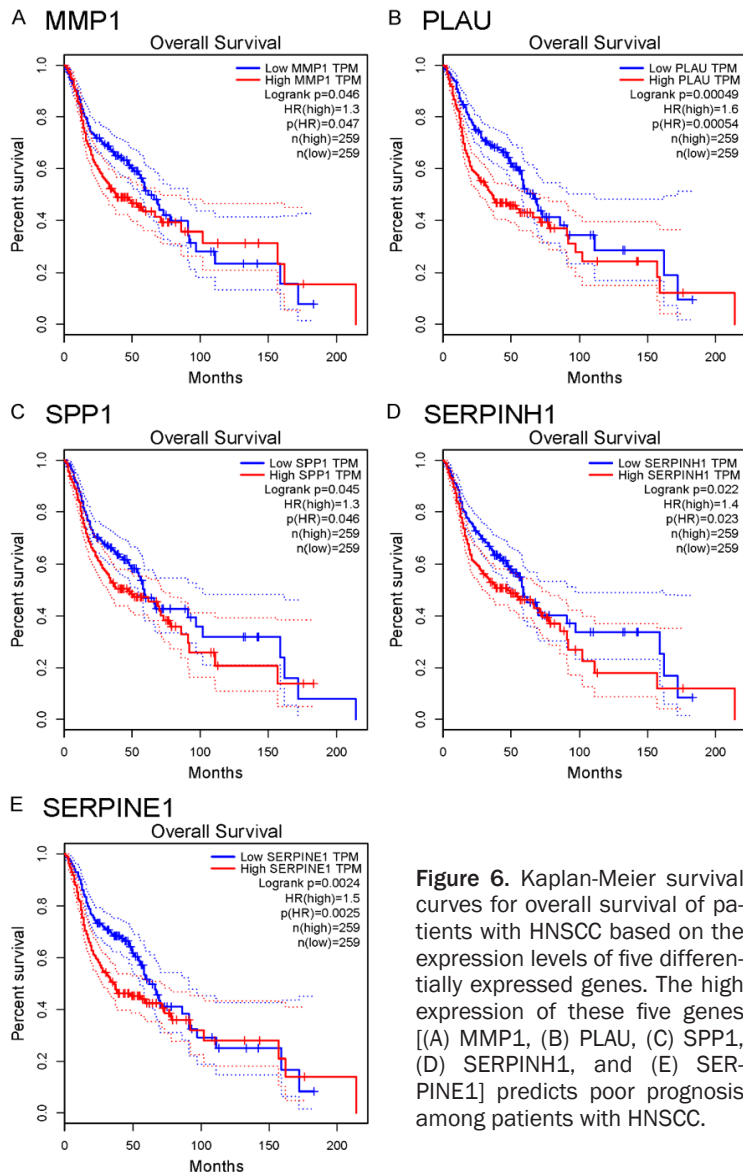 A MMP1
Overall Survival
Low MMP1 TPM
High MMP1 TPM
Logrank p=0.046
HR(high)=1.3
p(HR)=0.047
n(high)=259
n(low)=259
Percent survival
1.0
0.8
0.6
0.4
0.2
0.0
0 50 100 150 200
Months
B PLAU
Overall Survival
Low PLAU TPM
High PLAU TPM
Logrank p=0.00049
HR(high)=1.6
p(HR)=0.00054
n(high)=259
n(low)=259
Percent survival
1.0
0.8
0.6
0.4
0.2
0.0
0 50 100 150 200
Months
C SPP1
Overall Survival
Low SPP1 TPM
High SPP1 TPM
Logrank p=0.045
HR(high)=1.3
p(HR)=0.046
n(high)=259
n(low)=259
Percent survival
1.0
0.8
0.6
0.4
0.2
0.0
0 50 100 150 200
Months
D SERPINH1
Overall Survival
Low SERPINH1 TPM
High SERPINH1 TPM
Logrank p=0.022
HR(high)=1.4
p(HR)=0.023
n(high)=259
n(low)=259
Percent survival
1.0
0.8
0.6
0.4
0.2
0.0
0 50 100 150 200
Months
E SERPINE1
Overall Survival
Low SERPINE1 TPM
High SERPINE1 TPM
Logrank p=0.0024
HR(high)=1.5
p(HR)=0.0025
n(high)=259
n(low)=259
Percent survival
1.0
0.8
0.6
0.4
0.2
0.0
0 50 100 150 200
Months
Figure 6. Kaplan-Meier survival
curves for overall survival of pa-
tients with HNSCC based on the
expression levels of five differen-
tially expressed genes. The high
expression of these five genes
[(A) MMP1, (B) PLAU, (C) SPP1,
(D) SERPINH1, and (E) SER-
PINE1] predicts poor prognosis
among patients with HNSCC.